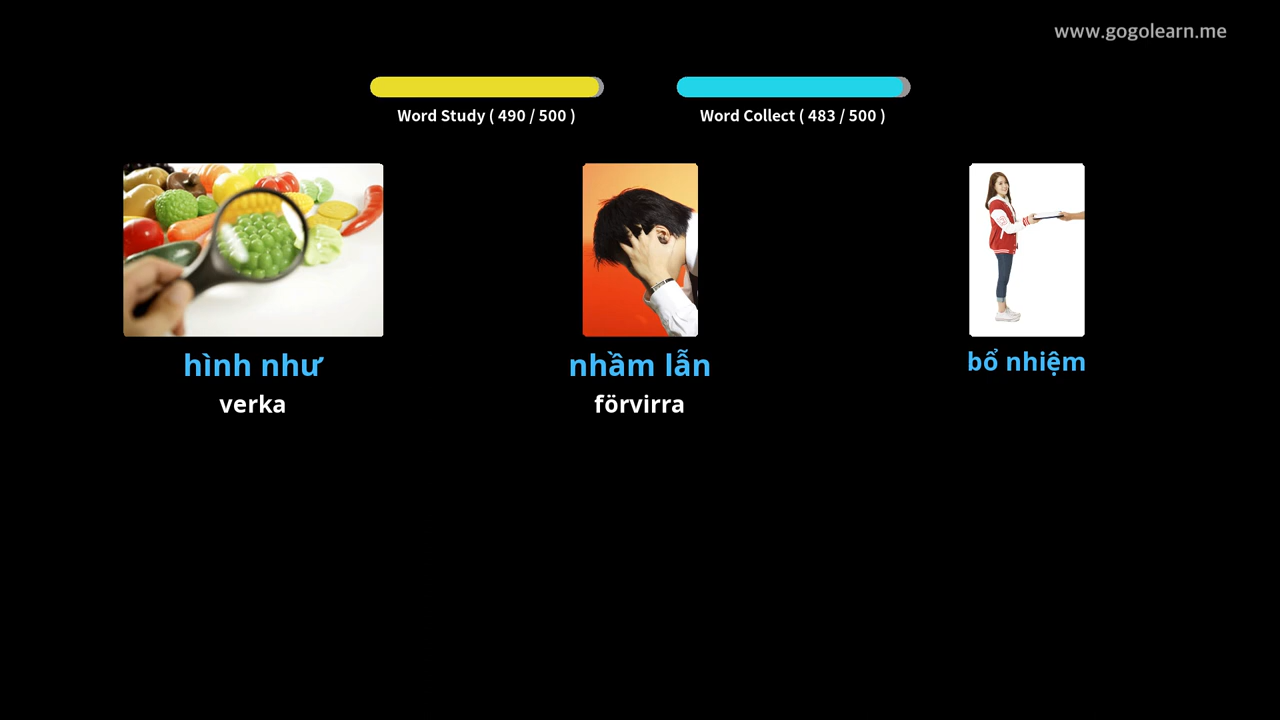 www.gogolearn.me
Word Study ( 490 / 500 )
Word Collect ( 483 / 500 )
hình như
verka
nhầm lẫn
förvirra
bổ nhiệm